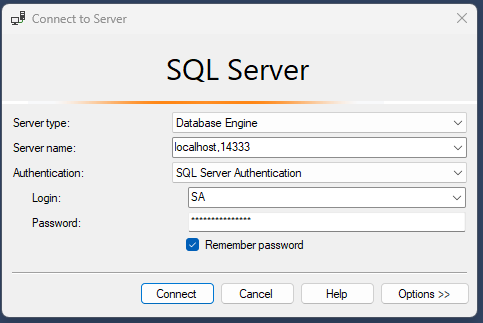 Connect to Server
SQL Server
Server type: Database Engine
Server name: localhost,14333
Authentication: SQL Server Authentication
Login: SA
Password: ***************
Remember password
Connect Cancel Help Options >>